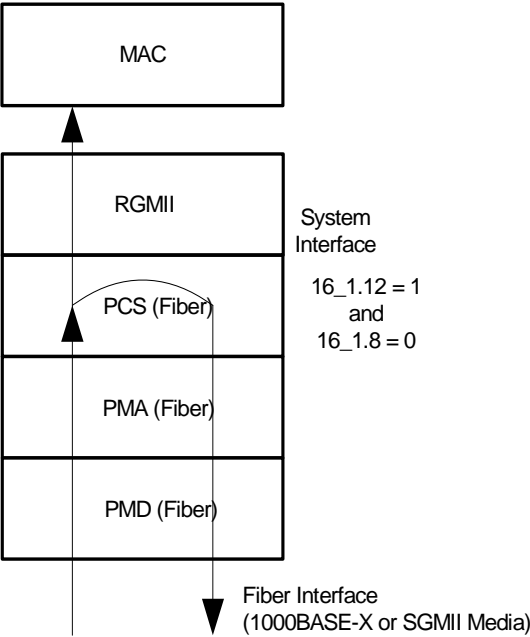 MAC
RGMII
System
Interface
PCS (Fiber)
16_1.12 = 1
and
16_1.8 = 0
PMA (Fiber)
PMD (Fiber)
Fiber Interface
(1000BASE-X or SGMII Media)